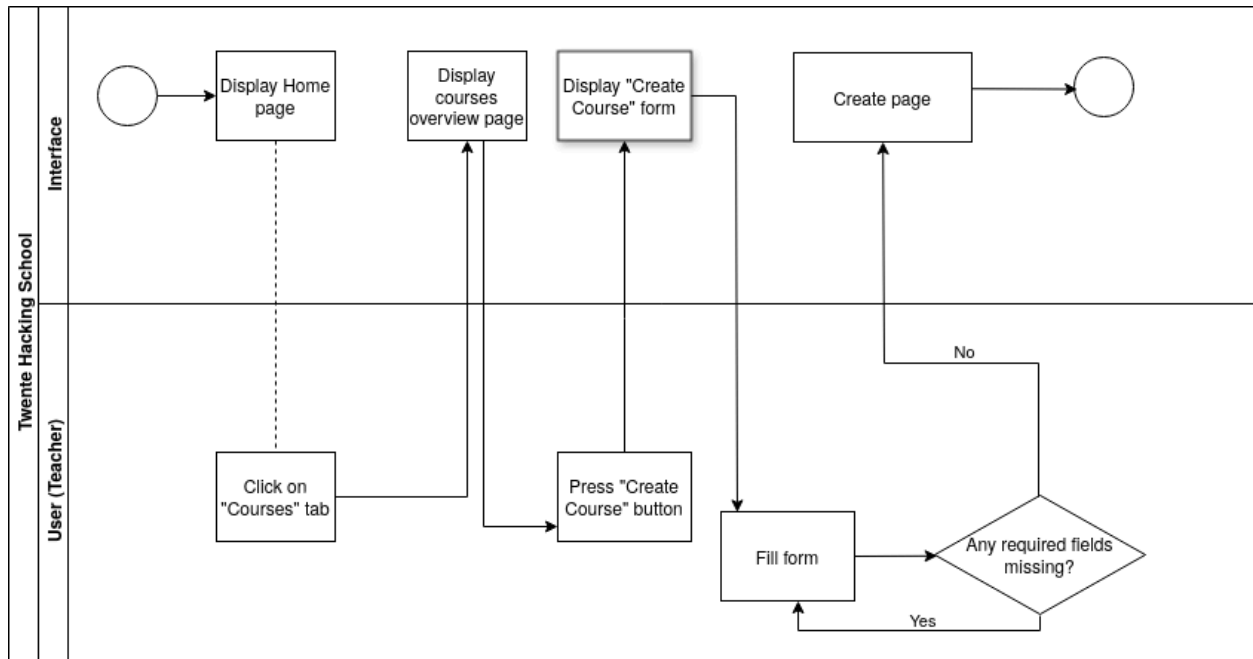 Twente Hacking School
Interface
Display Home
page
Display
courses
overview page
Display "Create
Course" form
Create page
User (Teacher)
Click on
"Courses" tab
Press "Create
Course" button
Fill form
Any required fields
missing?
No
Yes